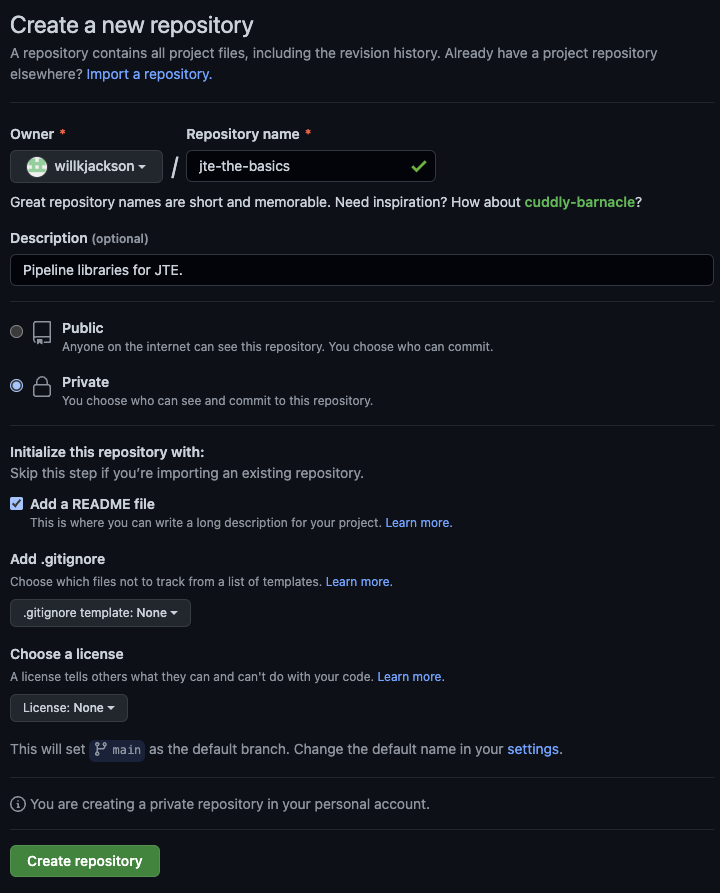 Create a new repository
A repository contains all project files, including the revision history. Already have a project repository
elsewhere? Import a repository.
Owner * Repository name *
willkjackson / jte-the-basics
Great repository names are short and memorable. Need inspiration? How about cuddly-barnacle?
Description (optional)
Pipeline libraries for JTE.
Public
Anyone on the internet can see this repository. You choose who can commit.
Private
You choose who can see and commit to this repository.
Initialize this repository with:
Skip this step if you’re importing an existing repository.
Add a README file
This is where you can write a long description for your project. Learn more.
Add .gitignore
Choose which files not to track from a list of templates. Learn more.
.gitignore template: None
Choose a license
A license tells others what they can and can't do with your code. Learn more.
License: None
This will set main as the default branch. Change the default name in your settings.
You are creating a private repository in your personal account.
Create repository